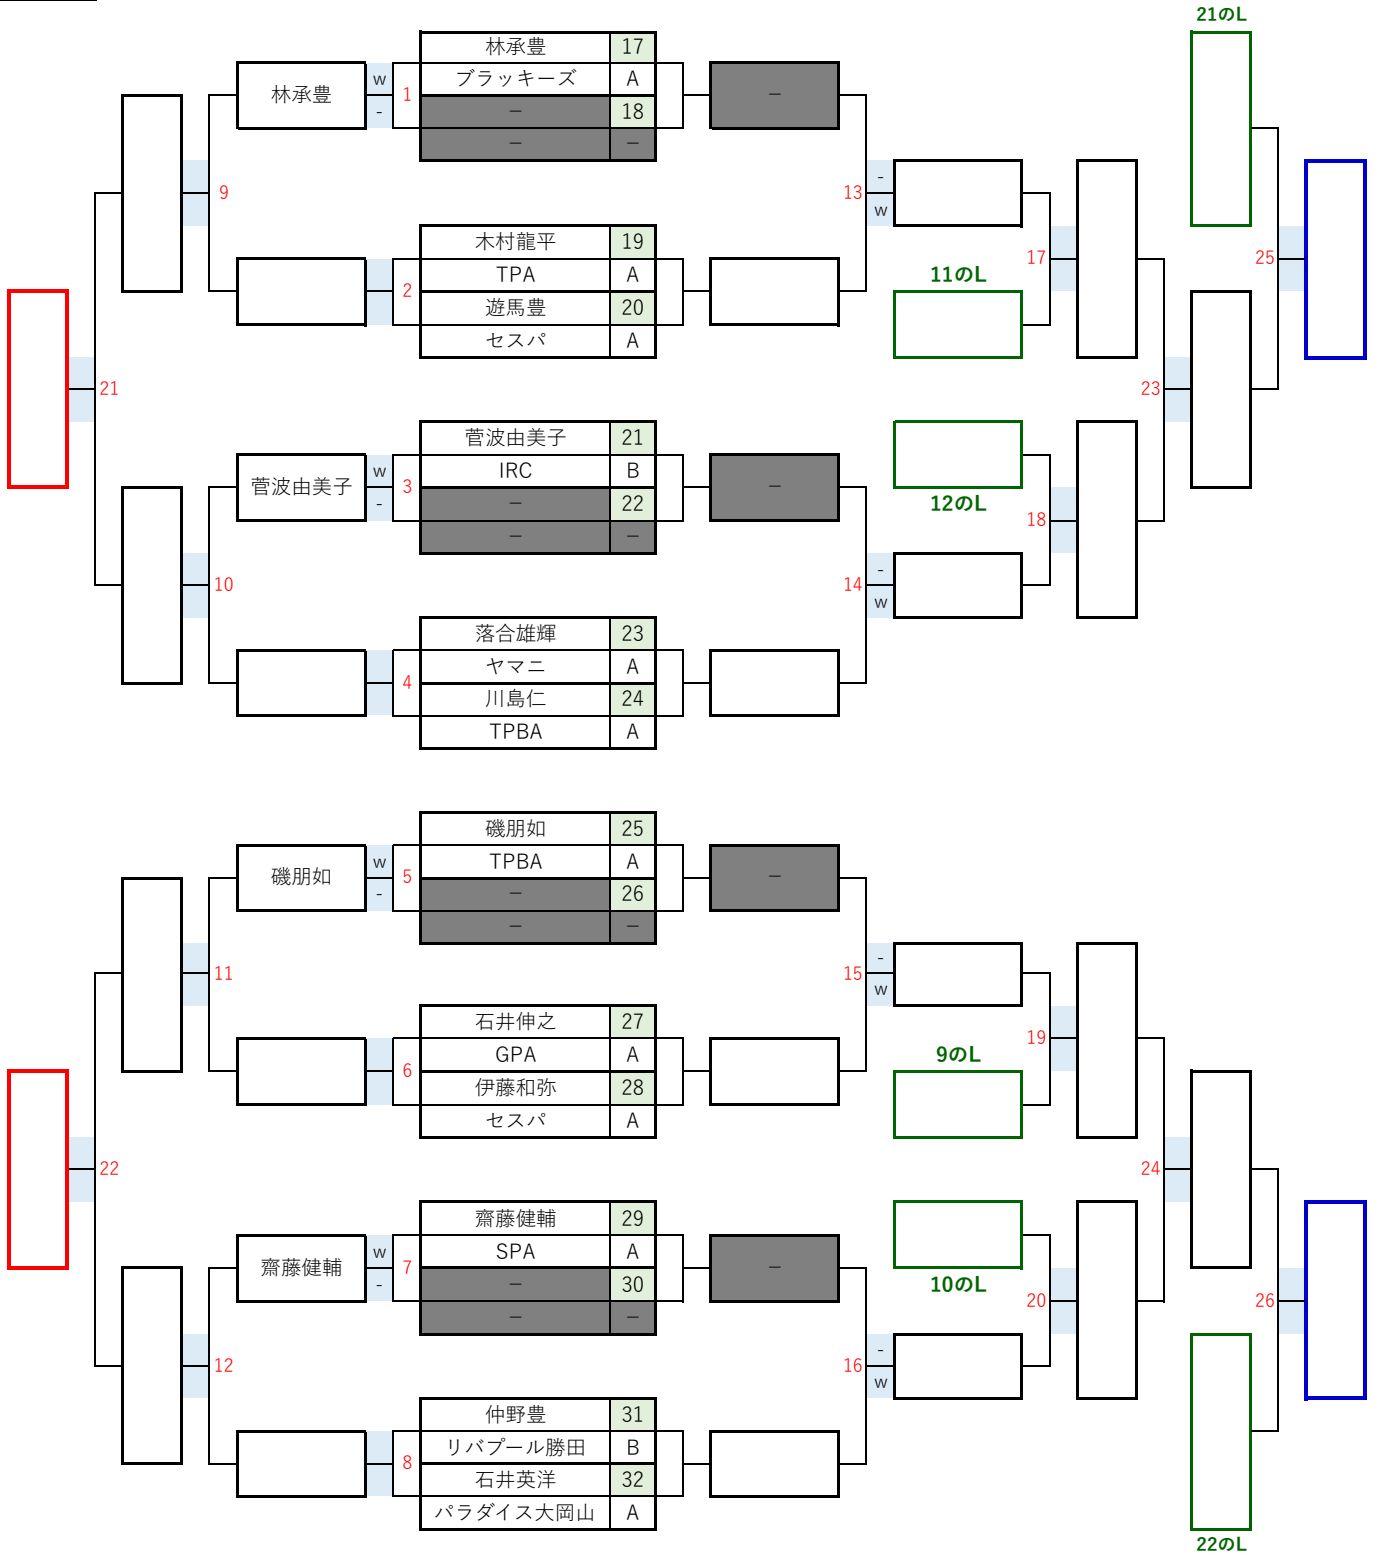 21のL
林承豊 17
林承豊 w 1 ブラッキーズ A －
- － 18
－ －
9 13 -
w
木村龍平 19
TPA A 17 25
2 11のL
遊馬豊 20
セスパ A
21 23
菅波由美子 21
菅波由美子 w 3 IRC B －
- － 22 12のL
18
－ －
10 14 -
w
落合雄輝 23
4 ヤマニ A
川島仁 24
TPBA A
磯朋如 25
磯朋如 w 5 TPBA A －
- － 26
－ －
11 15 -
w
石井伸之 27
19
GPA A 9のL
6
伊藤和弥 28
セスパ A
22 24
齋藤健輔 29
齋藤健輔 w 7 SPA A －
- － 30 10のL
20 26
－ －
12 16 -
w
仲野豊 31
8 リバプール勝田 B
石井英洋 32
パラダイス大岡山 A
22のL